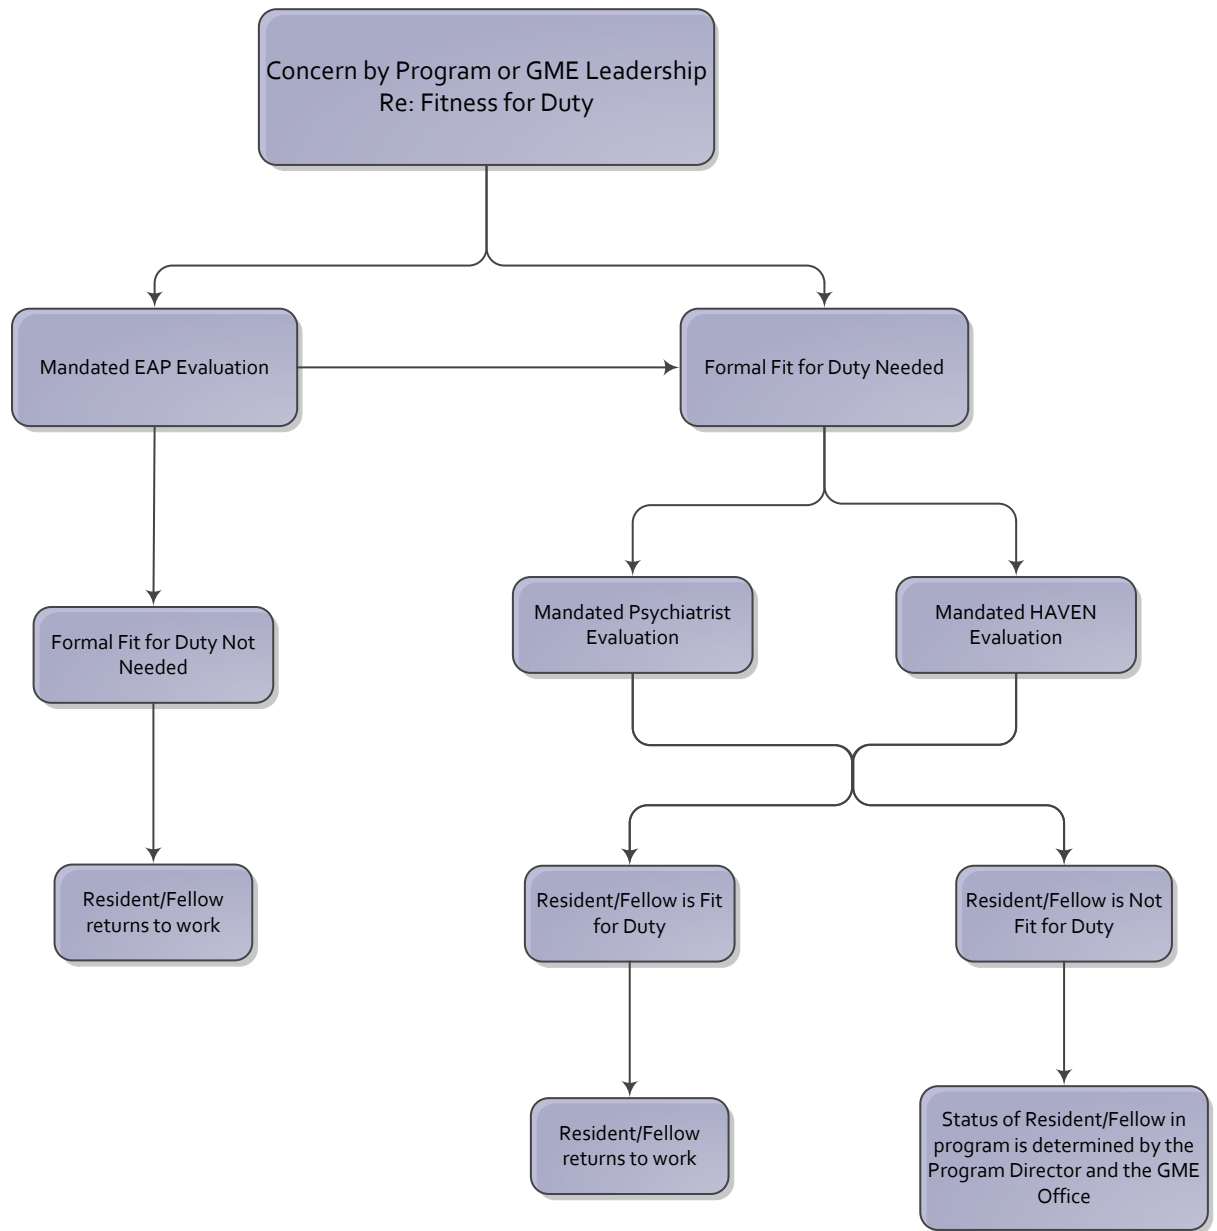 Concern by Program or GME Leadership
Re: Fitness for Duty
Mandated EAP Evaluation
Formal Fit for Duty Needed
Mandated Psychiatrist
Evaluation
Mandated HAVEN
Evaluation
Formal Fit for Duty Not
Needed
Resident/Fellow
returns to work
Resident/Fellow is Fit
for Duty
Resident/Fellow is Not
Fit for Duty
Resident/Fellow
returns to work
Status of Resident/Fellow in
program is determined by the
Program Director and the GME
Office